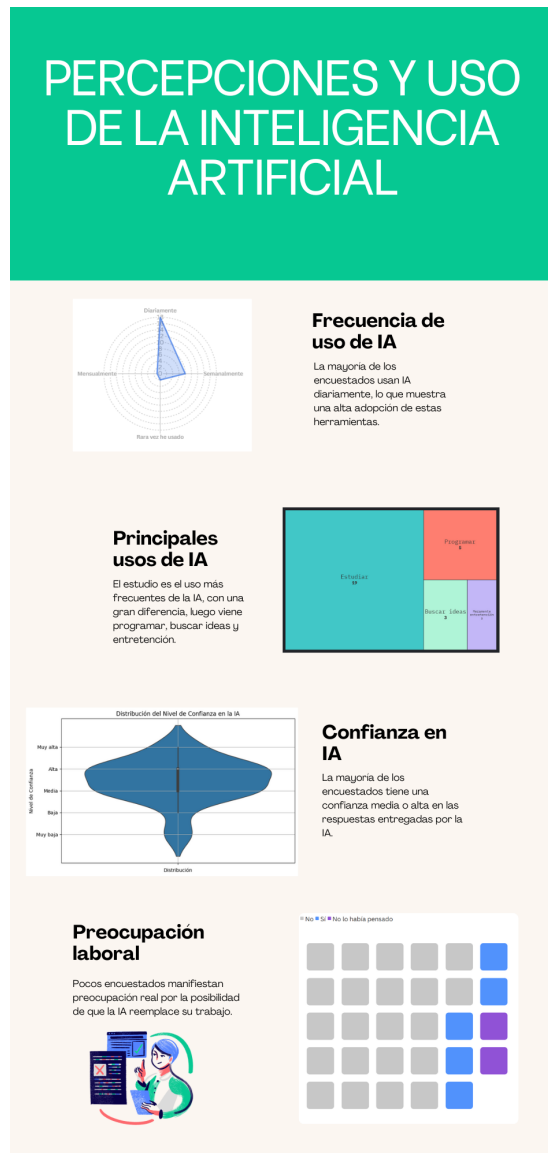 PERCEPCIONES Y USO
DE LA INTELIGENCIA
ARTIFICIAL
Diariamente
Mensualmente
Semanalmente
Rara vez he usado
Frecuencia de
uso de IA
La mayoría de los
encuestados usan IA
diariamente, lo que muestra
una alta adopción de estas
herramientas.
Principales
usos de IA
El estudio es el uso más
frecuentes de la IA, con una
gran diferencia, luego viene
programar, buscar ideas y
entretención.
Estudiar
19
Programar
Buscar ideas
3
Distribución del Nivel de Confianza en la IA
Nivel de Confianza
Muy alta
Alta
Media
Baja
Muy baja
Distribución
Confianza en
IA
La mayoría de los
encuestados tiene una
confianza media o alta en las
respuestas entregadas por la
IA.
Preocupación
laboral
Pocos encuestados manifiestan
preocupación real por la posibilidad
de que la IA reemplace su trabajo.
No Sí No lo había pensado